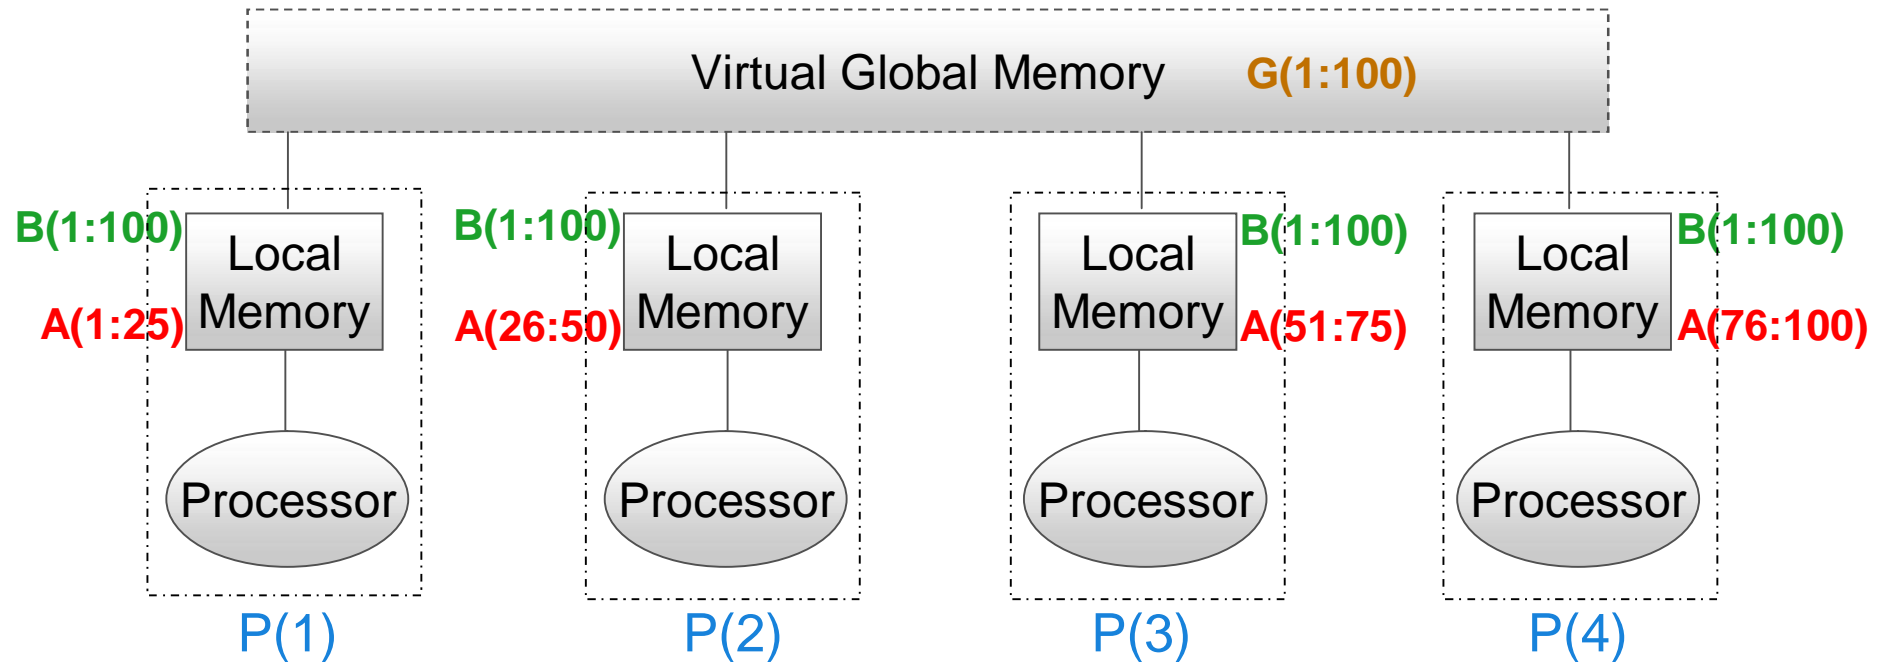 Virtual Global Memory G(1:100)
B(1:100)
Local
Memory
A(1:25)
Processor
P(1)
B(1:100)
Local
Memory
A(26:50)
Processor
P(2)
Local
Memory
B(1:100)
A(51:75)
Processor
P(3)
Local
Memory
B(1:100)
A(76:100)
Processor
P(4)